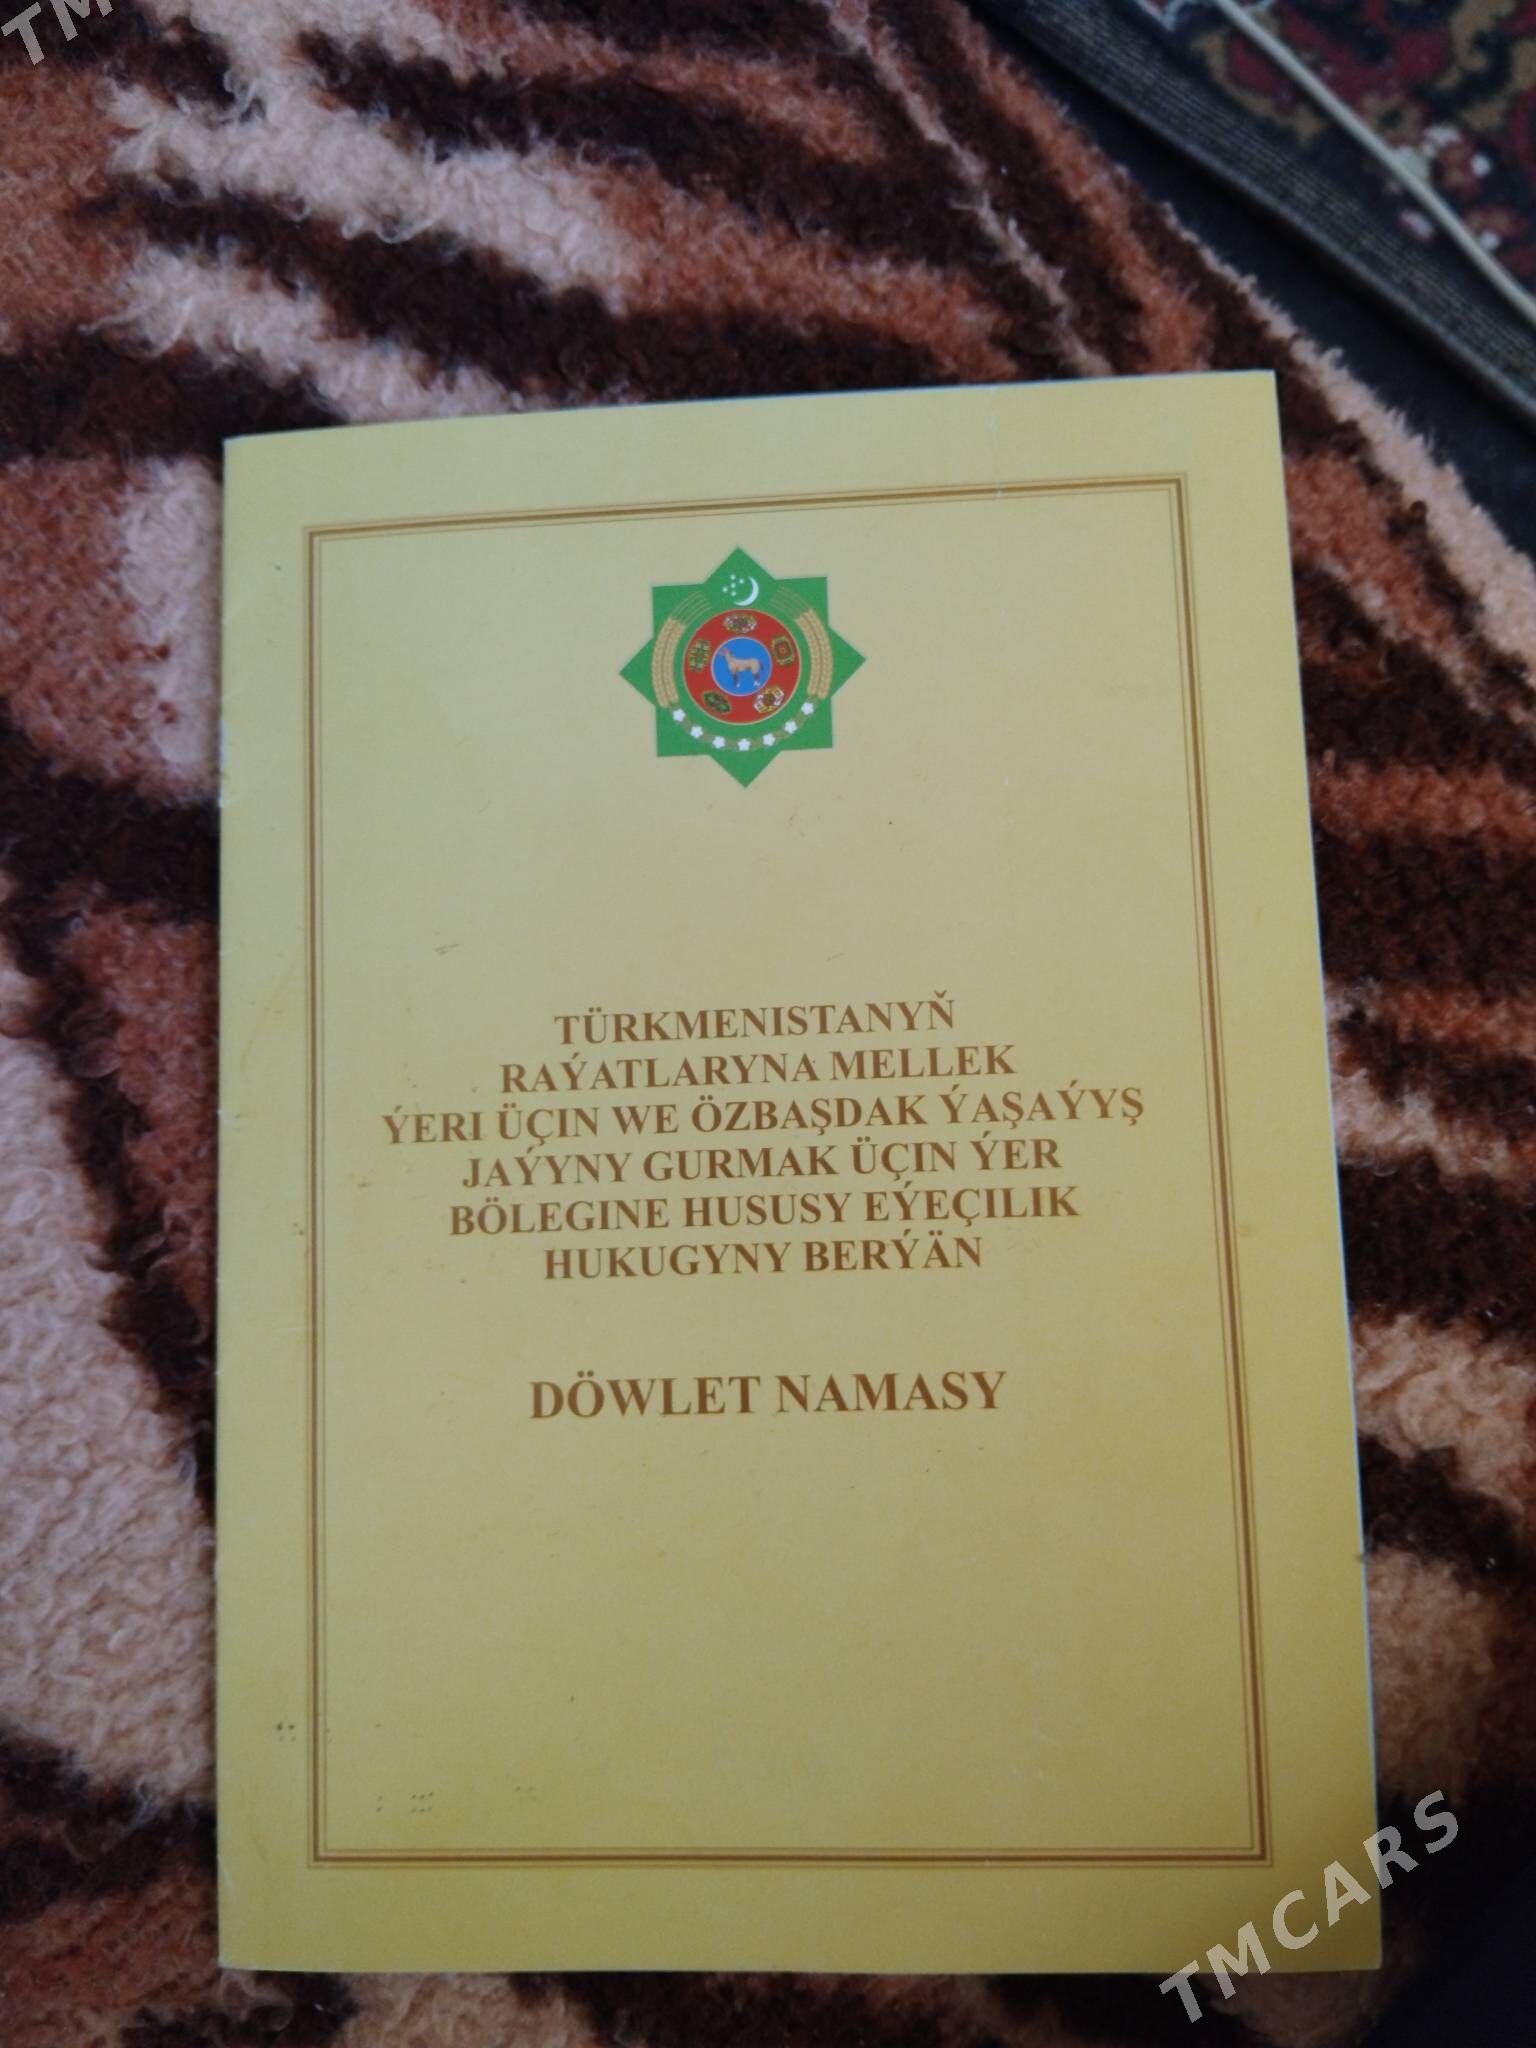 TM
TÜRKMENISTANYŇ
RAÝATLARYNA MELLEK
ÝERI ÜÇIN WE ÖZBAŞDAK ÝAŞAÝYŞ
JAÝYNY GURMAK ÜÇIN ÝER
BÖLEGINE HUSUSY EÝEÇILIK
HUKUGYNY BERÝÄN
DÖWLET NAMASY
TMCARS